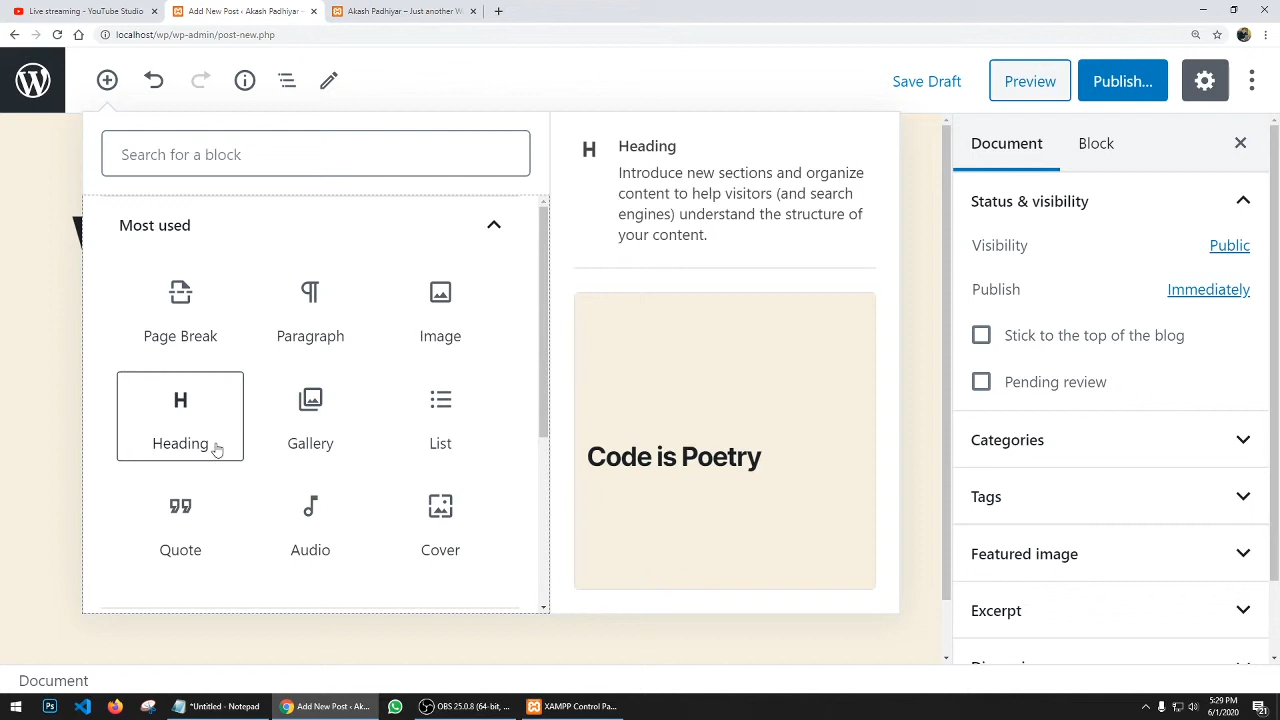 Live streaming - YouTube Studio
Add New Post ‹ Akash Padhiyar —
Akash Padhiyar – Just another W
localhost/wp/wp-admin/post-new.php
Save Draft
Preview
Publish...
Search for a block
Most used
Page Break
Paragraph
Image
Heading
Gallery
List
Quote
Audio
Cover
Heading
Introduce new sections and organize
content to help visitors (and search
engines) understand the structure of
your content.
Code is Poetry
Document
Block
Status & visibility
Visibility
Public
Publish
Immediately
Stick to the top of the blog
Pending review
Categories
Tags
Featured image
Excerpt
Document
*Untitled - Notepad
Add New Post ‹ Ak...
OBS 25.0.8 (64-bit, ...
XAMPP Control Pa...
5:29 PM
6/1/2020